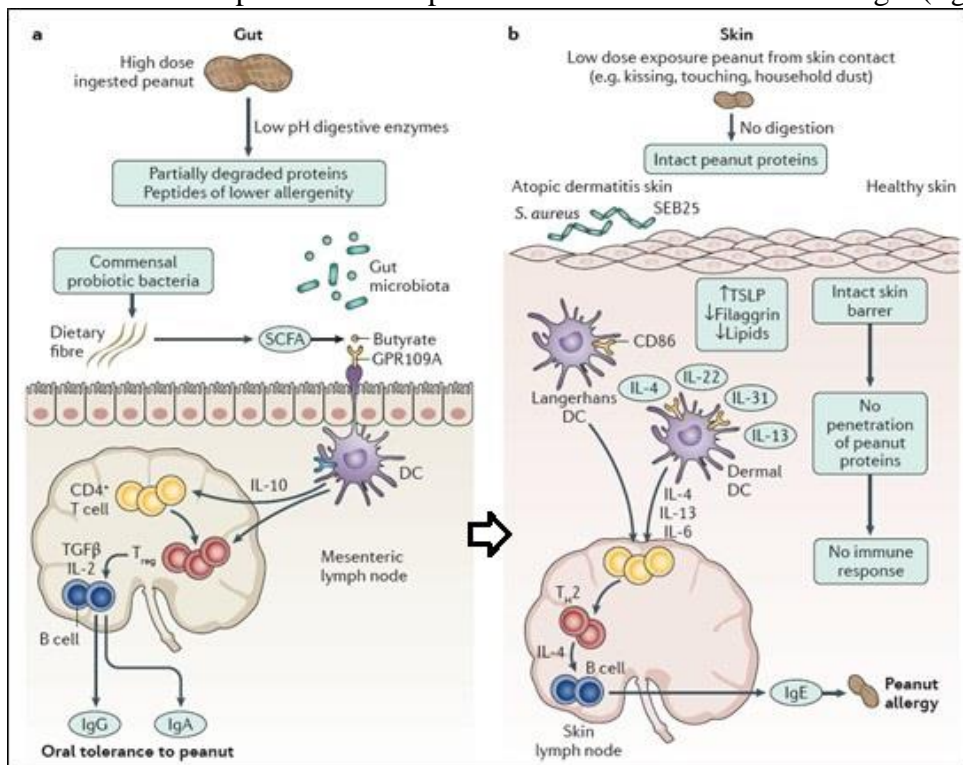 a
Gut
High dose
ingested peanut
Low pH digestive enzymes
Partially degraded proteins
Peptides of lower allergenity
Commensal
probiotic bacteria
Gut
microbiota
Dietary
fibre
SCFA
Butyrate
GPR109A
DC
IL-10
CD4+
T cell
TGFβ
IL-2
Treg
Mesenteric
lymph node
B cell
IgG
IgA
Oral tolerance to peanut
b
Skin
Low dose exposure peanut from skin contact
(e.g. kissing, touching, household dust)
No digestion
Intact peanut proteins
Atopic dermatitis skin
Healthy skin
S. aureus
SEB25
↑TSLP
↓Filaggrin
↓Lipids
Intact skin
barrer
CD86
Langerhans
DC
IL-4
IL-22
IL-31
IL-13
Dermal
DC
No
penetration
of peanut
proteins
IL-4
IL-13
IL-6
No immune
response
TH2
IL-4
B cell
Skin
lymph node
IgE
Peanut
allergy